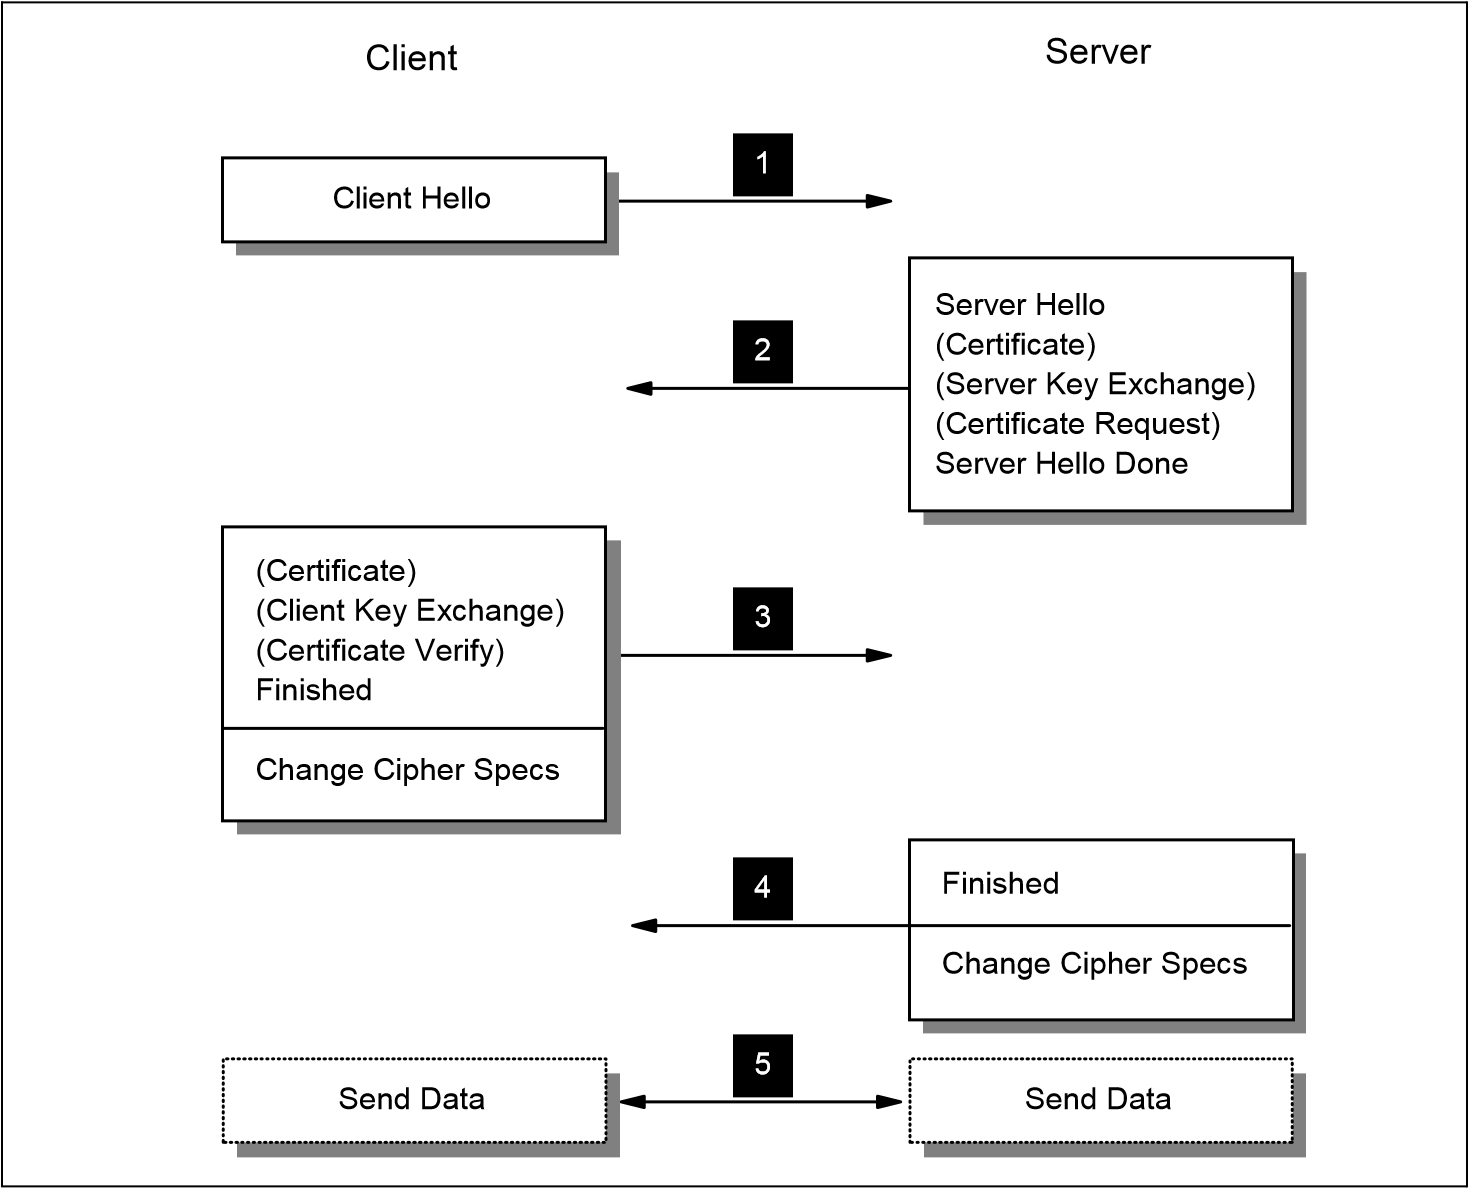 Client
Server
1
Client Hello
2
Server Hello
(Certificate)
(Server Key Exchange)
(Certificate Request)
Server Hello Done
3
(Certificate)
(Client Key Exchange)
(Certificate Verify)
Finished
Change Cipher Specs
4
Finished
Change Cipher Specs
5
Send Data
Send Data